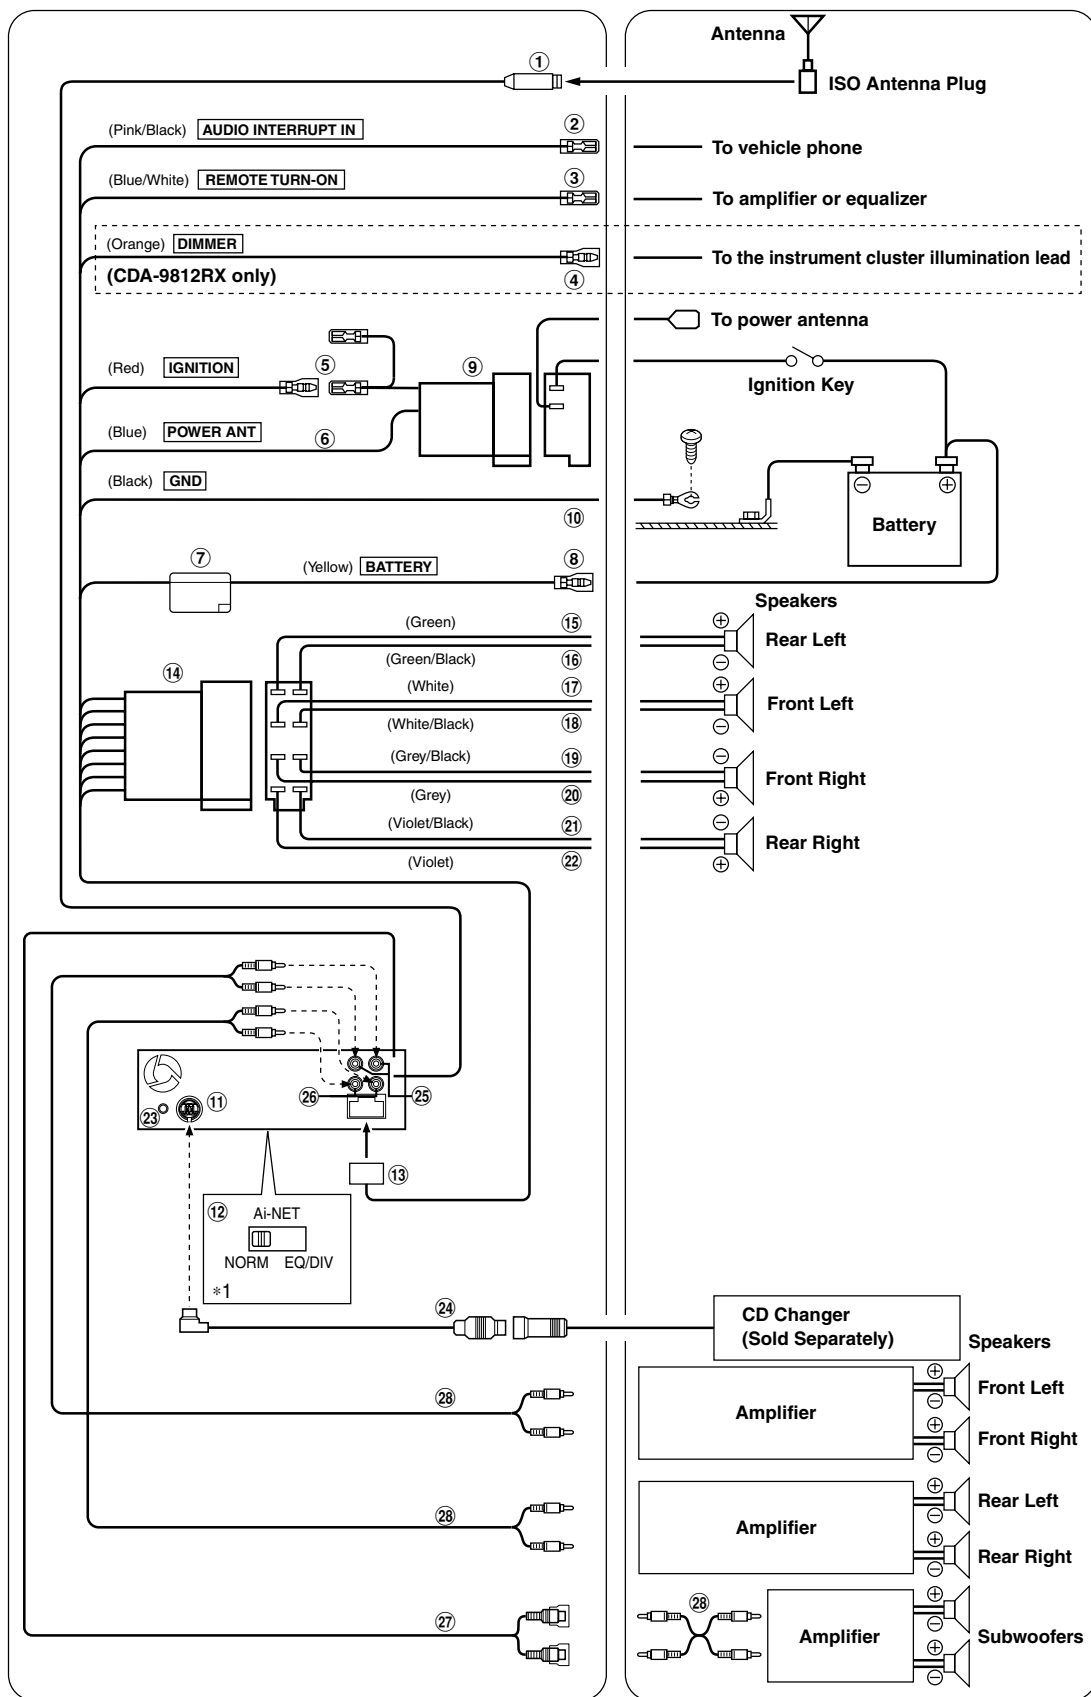 Antenna
①
ISO Antenna Plug
(Pink/Black) AUDIO INTERRUPT IN
②
To vehicle phone
(Blue/White) REMOTE TURN-ON
③
To amplifier or equalizer
(Orange) DIMMER
(CDA-9812RX only)
④
To the instrument cluster illumination lead
To power antenna
(Red) IGNITION
⑤
⑨
Ignition Key
(Blue) POWER ANT
⑥
(Black) GND
⑩
⊖ ⊕
Battery
⑦
(Yellow) BATTERY
⑧
Speakers
(Green)
⑮
⊕
Rear Left
(Green/Black)
⑯
⊖
⑭
(White)
⑰
⊕
Front Left
(White/Black)
⑱
⊖
(Grey/Black)
⑲
⊖
Front Right
(Grey)
⑳
⊕
(Violet/Black)
㉑
⊖
Rear Right
(Violet)
㉒
⊕
㉓
⑪
㉖
㉕
⑬
⑫
Ai-NET
NORM EQ/DIV
*1
㉔
CD Changer
(Sold Separately)
Speakers
㉘
Amplifier
⊕
Front Left
⊖
⊕
Front Right
⊖
㉘
Amplifier
⊕
Rear Left
⊖
⊕
Rear Right
⊖
㉗
㉘
Amplifier
⊕
⊖
Subwoofers
⊕
⊖